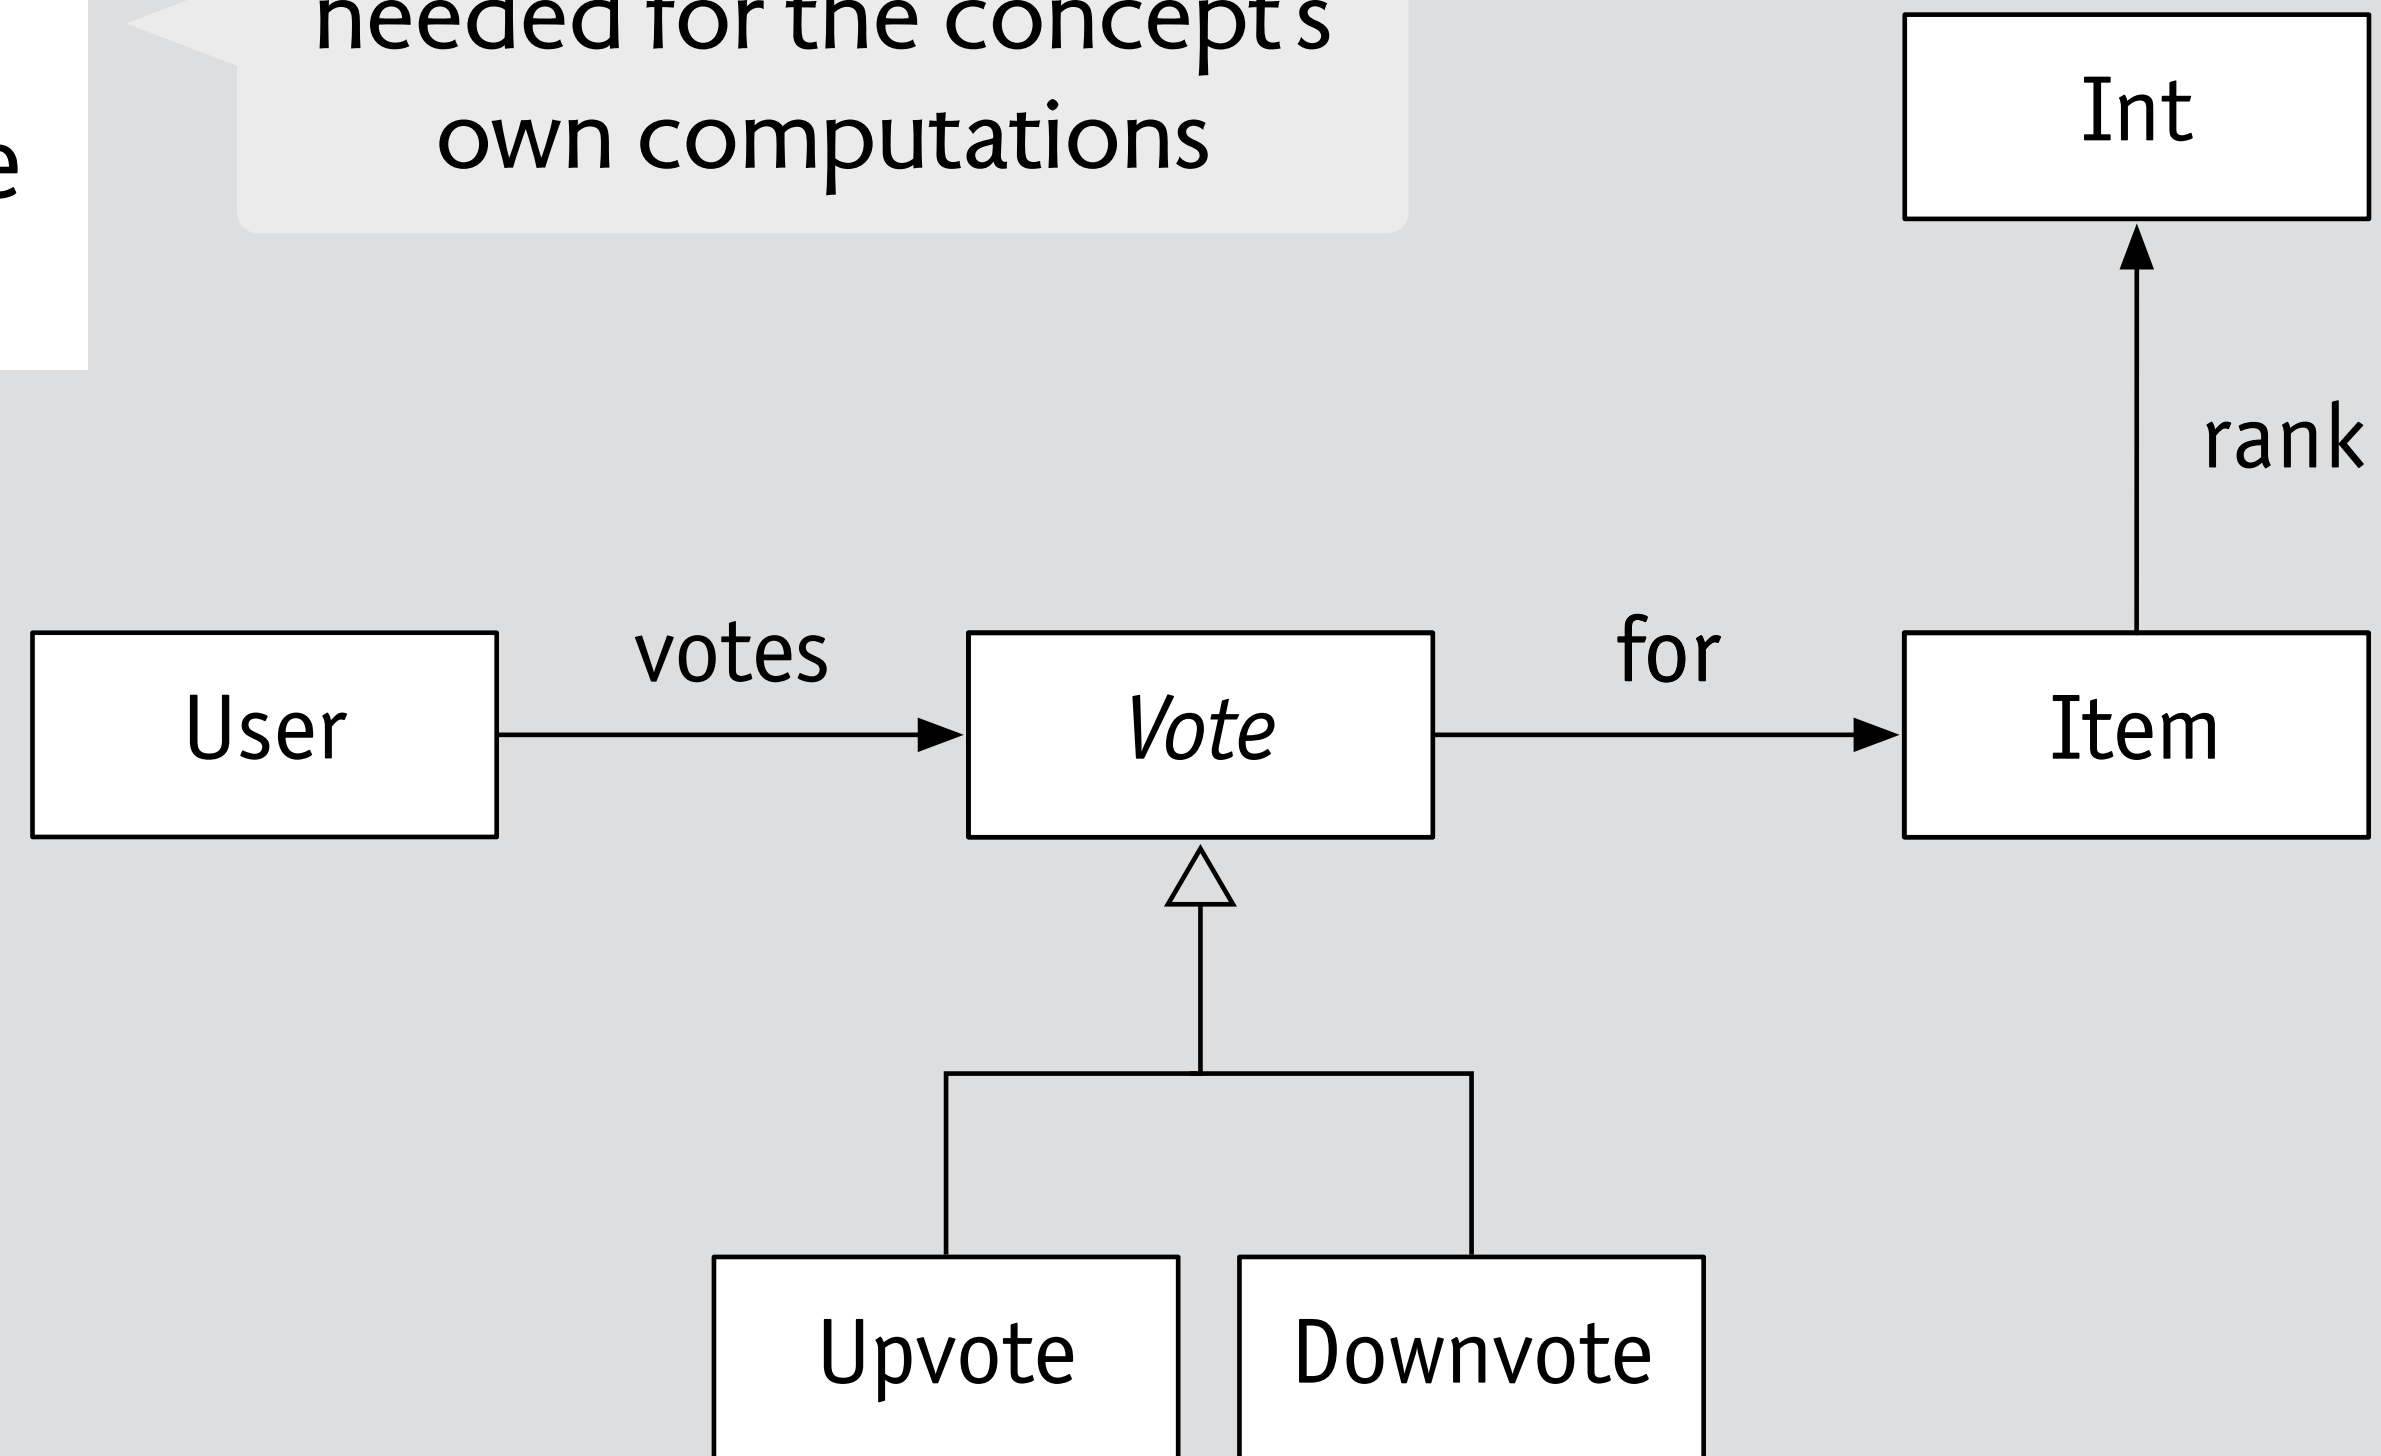 needed for the concept's
own computations
e
Int
rank
votes
for
User
Vote
Item
Upvote
Downvote